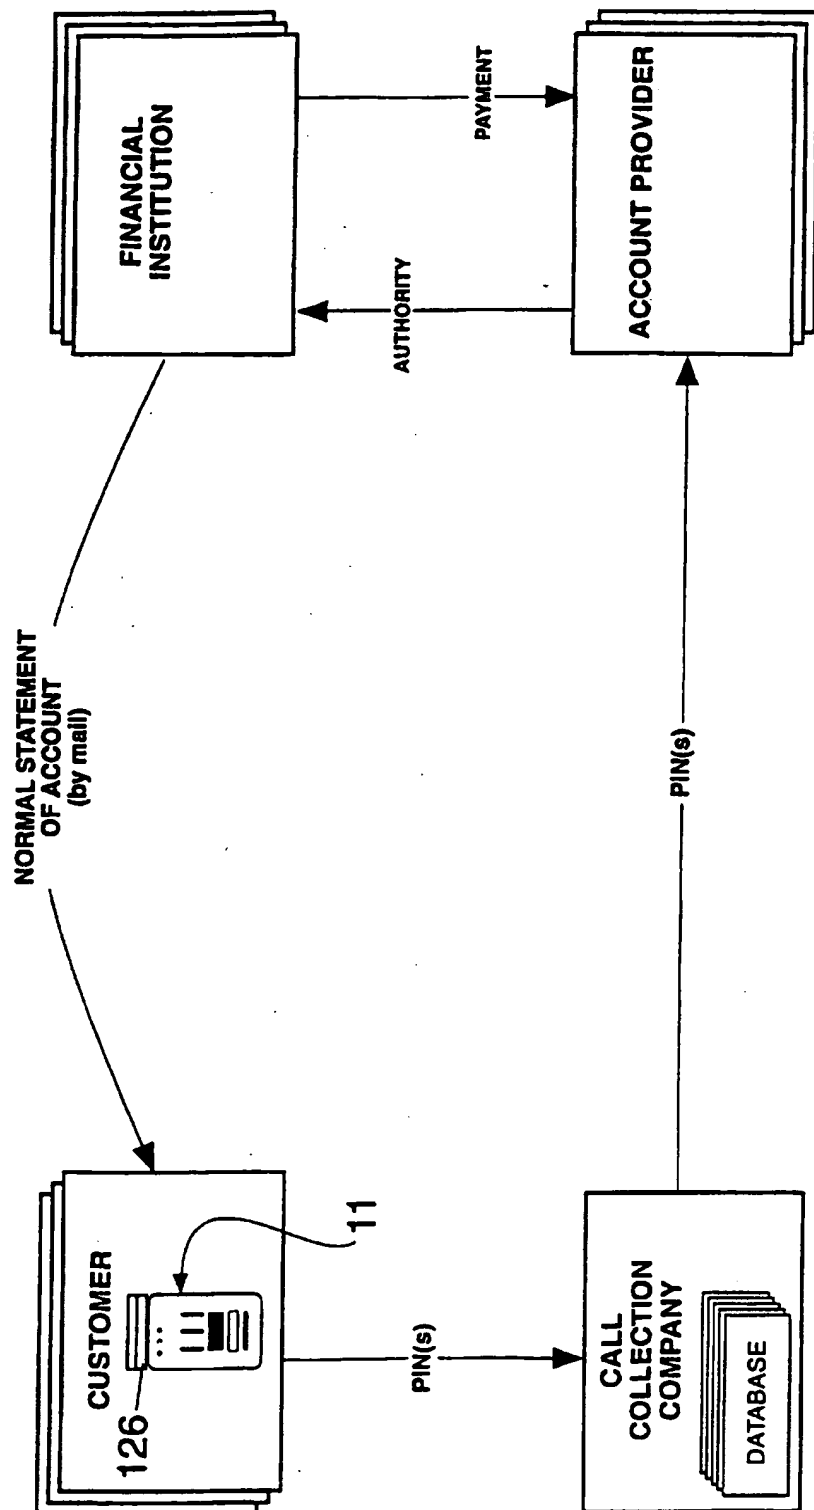 NORMAL STATEMENT
OF ACCOUNT
(by mail)
CUSTOMER
126
11
FINANCIAL
INSTITUTION
PIN(s)
AUTHORITY
PAYMENT
CALL
COLLECTION
COMPANY
DATABASE
PIN(s)
ACCOUNT PROVIDER